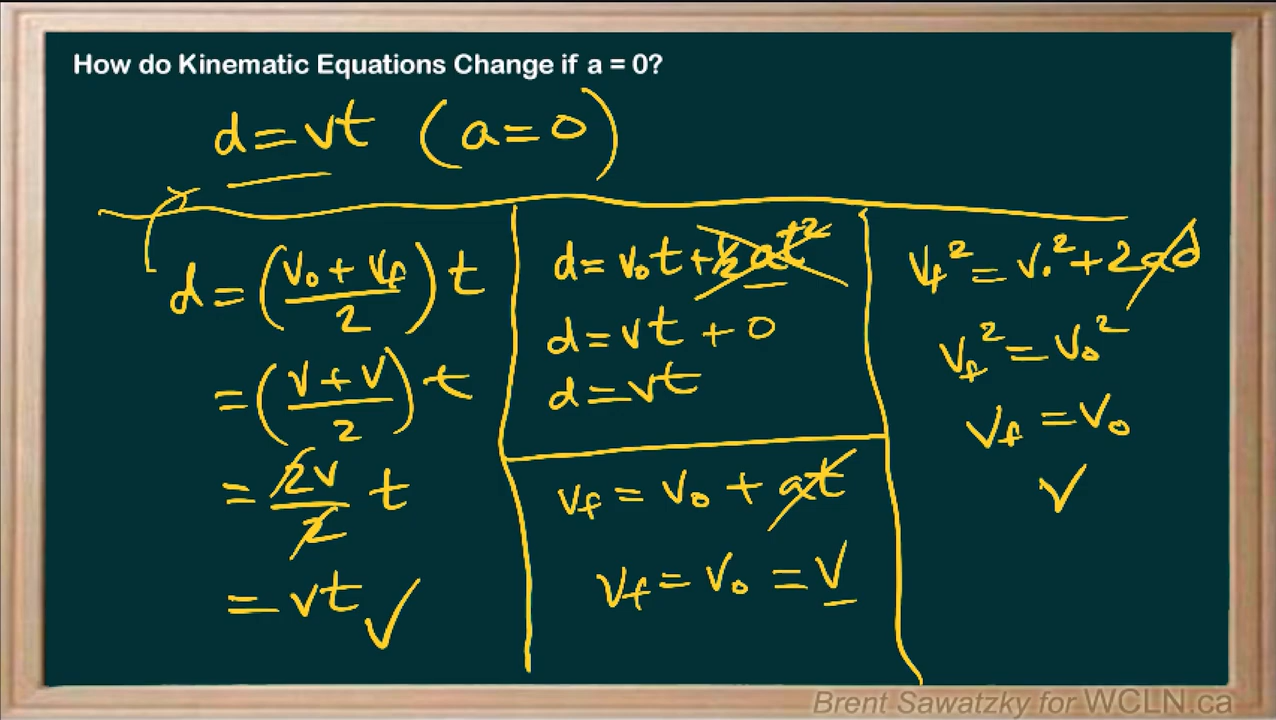 How do Kinematic Equations Change if a = 0?
d = vt (a = 0)
d = ((v₀ + v_f)/2) t
= ((v + v)/2) t
= (2v/2) t
= vt ✓
d = v₀t + ½at²
d = vt + 0
d = vt
v_f = v₀ + at
v_f = v₀ = v
v_f² = v₀² + 2ad
v_f² = v₀²
v_f = v₀
✓
Brent Sawatzky for WCLN.ca